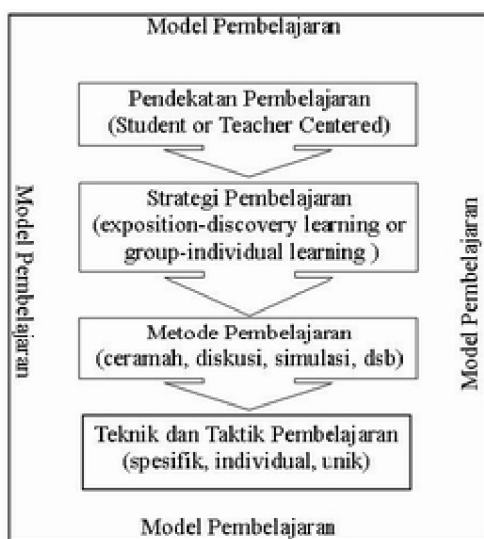 Model Pembelajaran
Pendekatan Pembelajaran
(Student or Teacher Centered)
Strategi Pembelajaran
(exposition-discovery learning or
group-individual learning )
Metode Pembelajaran
(ceramah, diskusi, simulasi, dsb)
Teknik dan Taktik Pembelajaran
(spesifik, individual, unik)
Model Pembelajaran
Model Pembelajaran
Model Pembelajaran